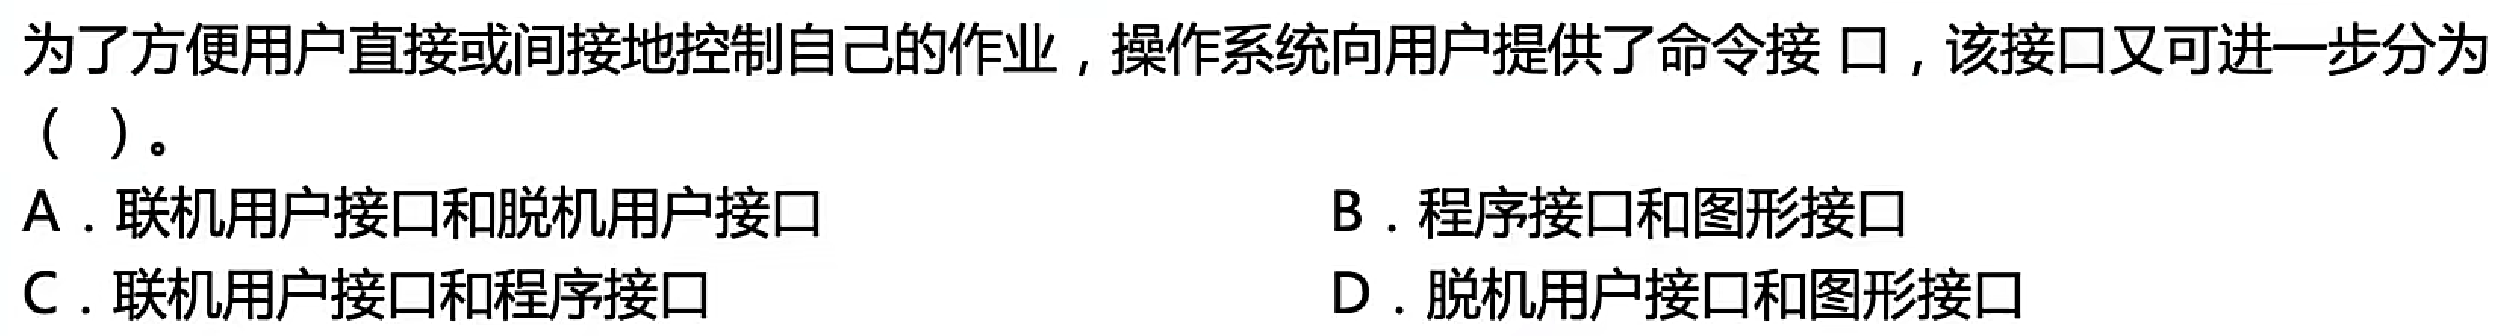 为了方便用户直接或间接地控制自己的作业，操作系统向用户提供了命令接 口，该接口又可进一步分为
（ ）。
A．联机用户接口和脱机用户接口 B．程序接口和图形接口
C．联机用户接口和程序接口 D．脱机用户接口和图形接口